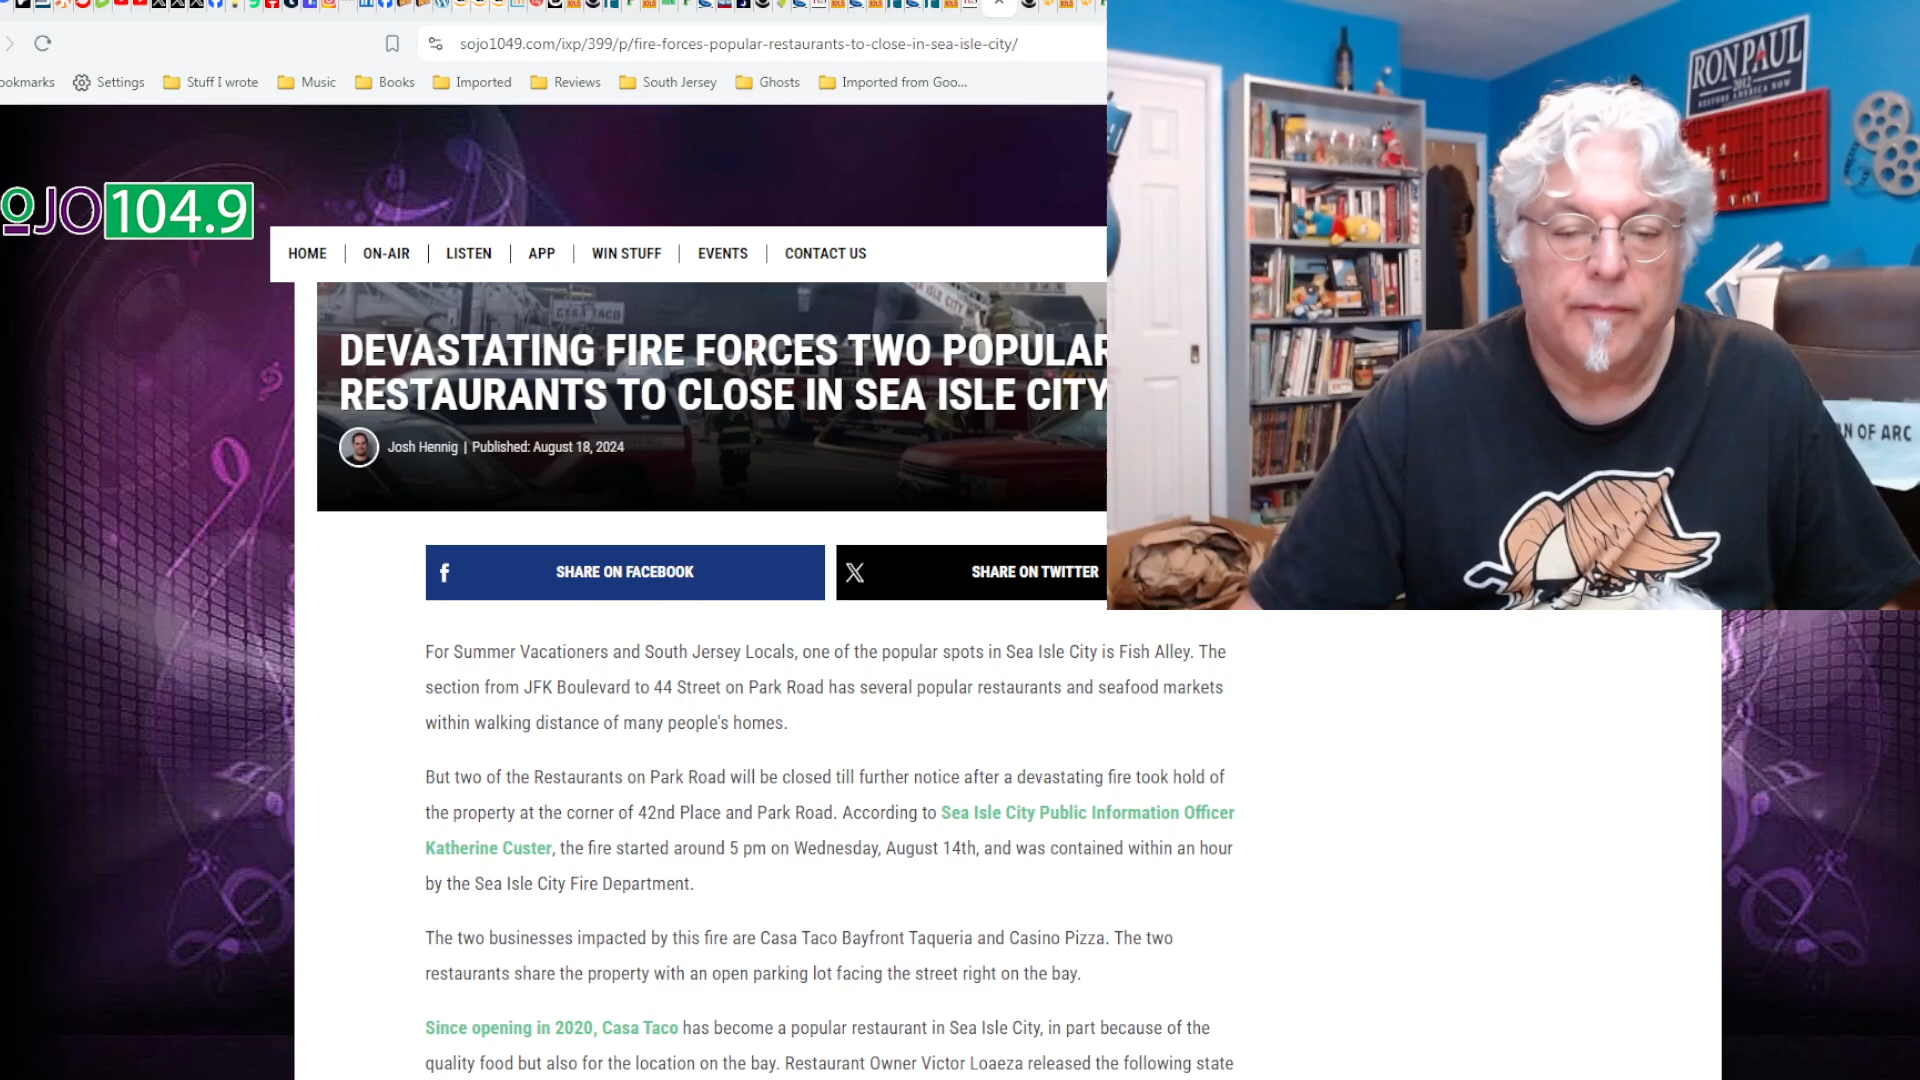 sojo1049.com/ixp/399/p/fire-forces-popular-restaurants-to-close-in-sea-isle-city/
ookmarks Settings Stuff I wrote Music Books Imported Reviews South Jersey Ghosts Imported from Goo...
RON PAUL
2012
RESTORE AMERICA NOW
OJO 104.9
HOME ON-AIR LISTEN APP WIN STUFF EVENTS CONTACT US
CASA TACO
ISLE CITY
DEVASTATING FIRE FORCES TWO POPULAR
RESTAURANTS TO CLOSE IN SEA ISLE CITY
Josh Hennig | Published: August 18, 2024
N OF ARC
f SHARE ON FACEBOOK
X SHARE ON TWITTER
For Summer Vacationers and South Jersey Locals, one of the popular spots in Sea Isle City is Fish Alley. The
section from JFK Boulevard to 44 Street on Park Road has several popular restaurants and seafood markets
within walking distance of many people's homes.
But two of the Restaurants on Park Road will be closed till further notice after a devastating fire took hold of
the property at the corner of 42nd Place and Park Road. According to Sea Isle City Public Information Officer
Katherine Custer, the fire started around 5 pm on Wednesday, August 14th, and was contained within an hour
by the Sea Isle City Fire Department.
The two businesses impacted by this fire are Casa Taco Bayfront Taqueria and Casino Pizza. The two
restaurants share the property with an open parking lot facing the street right on the bay.
Since opening in 2020, Casa Taco has become a popular restaurant in Sea Isle City, in part because of the
quality food but also for the location on the bay. Restaurant Owner Victor Loaeza released the following state